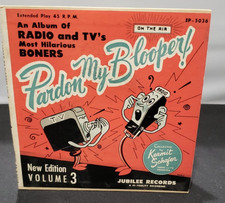 Extended Play 45 R.P.M.
ON THE AIR
EP-5036
An Album Of
RADIO and TV's
Most Hilarious
BONERS
Pardon My Blooper!
Kermit Schafer
New Edition
VOLUME 3
JUBILEE RECORDS